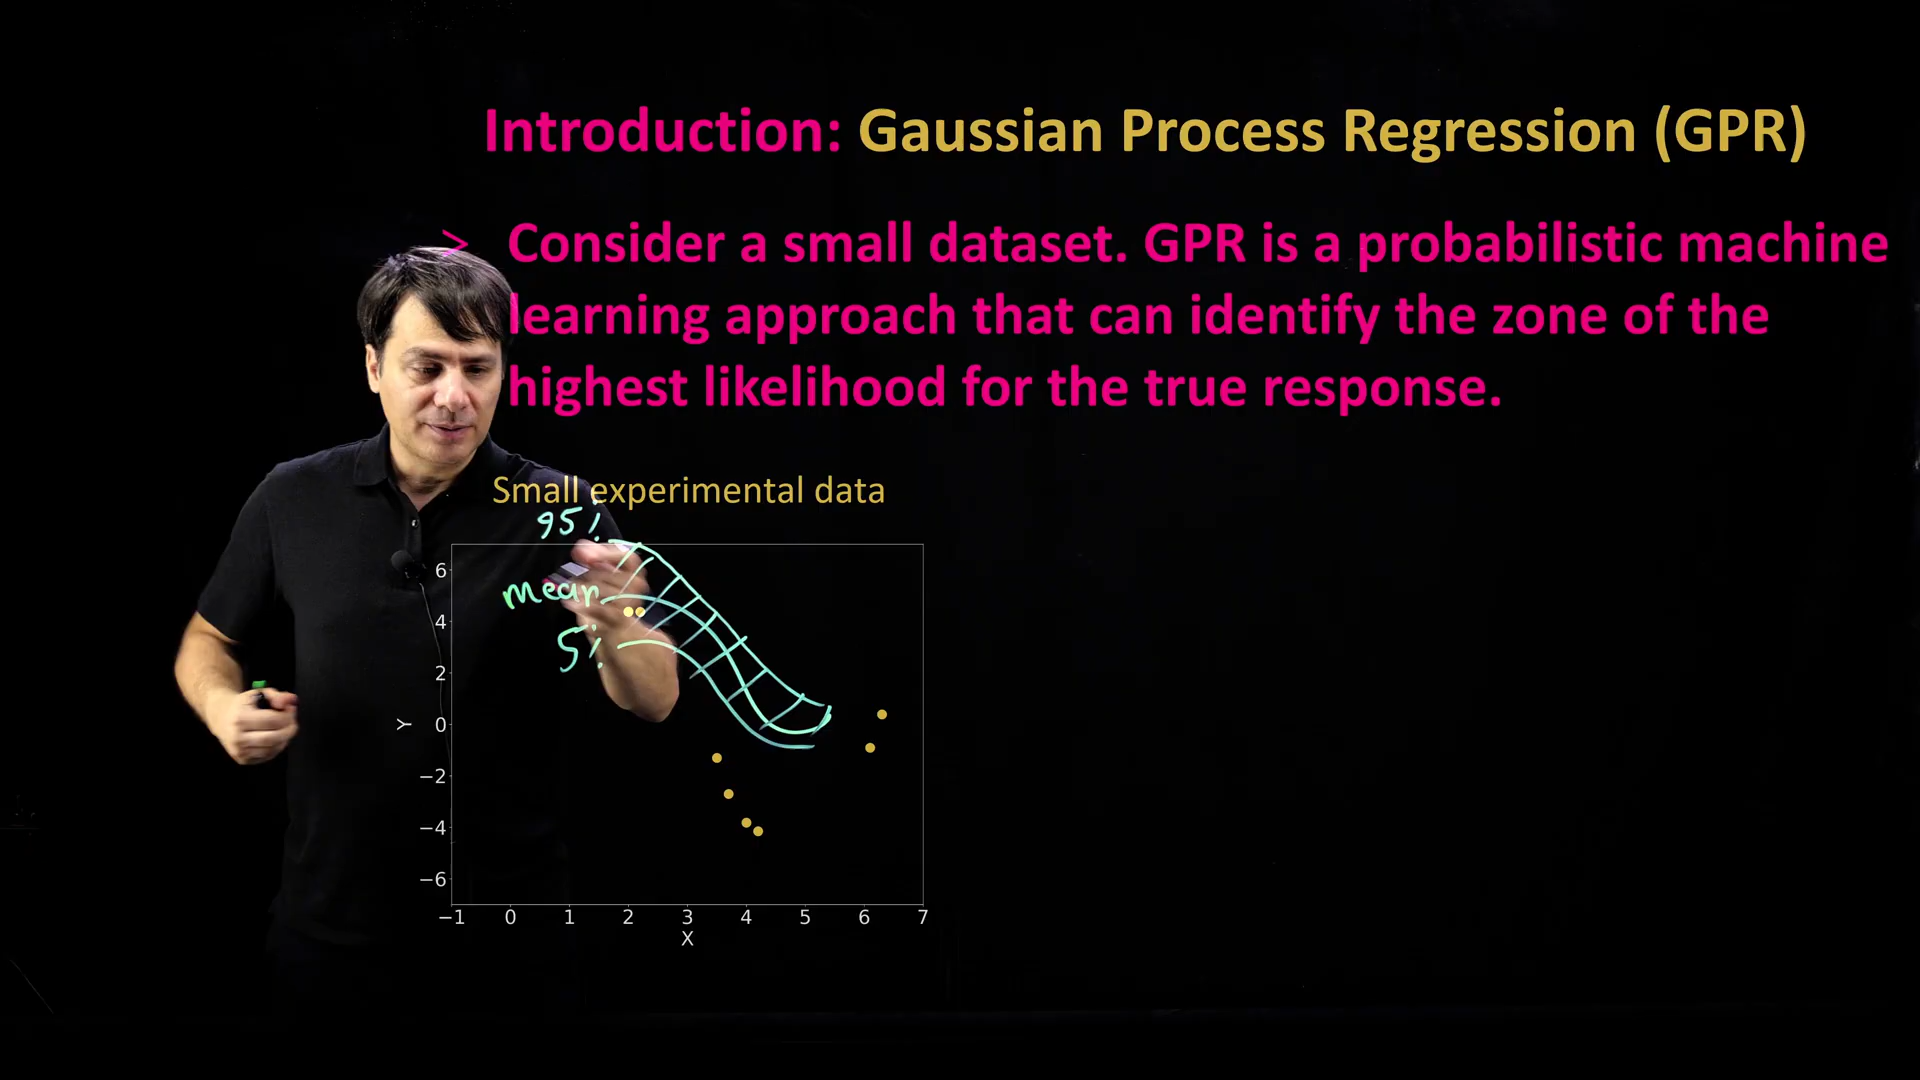 Introduction: Gaussian Process Regression (GPR)
> Consider a small dataset. GPR is a probabilistic machine
learning approach that can identify the zone of the
highest likelihood for the true response.
Small experimental data
95%
mean
5%
6
4
2
0
−2
−4
−6
Y
−1 0 1 2 3 4 5 6 7
X